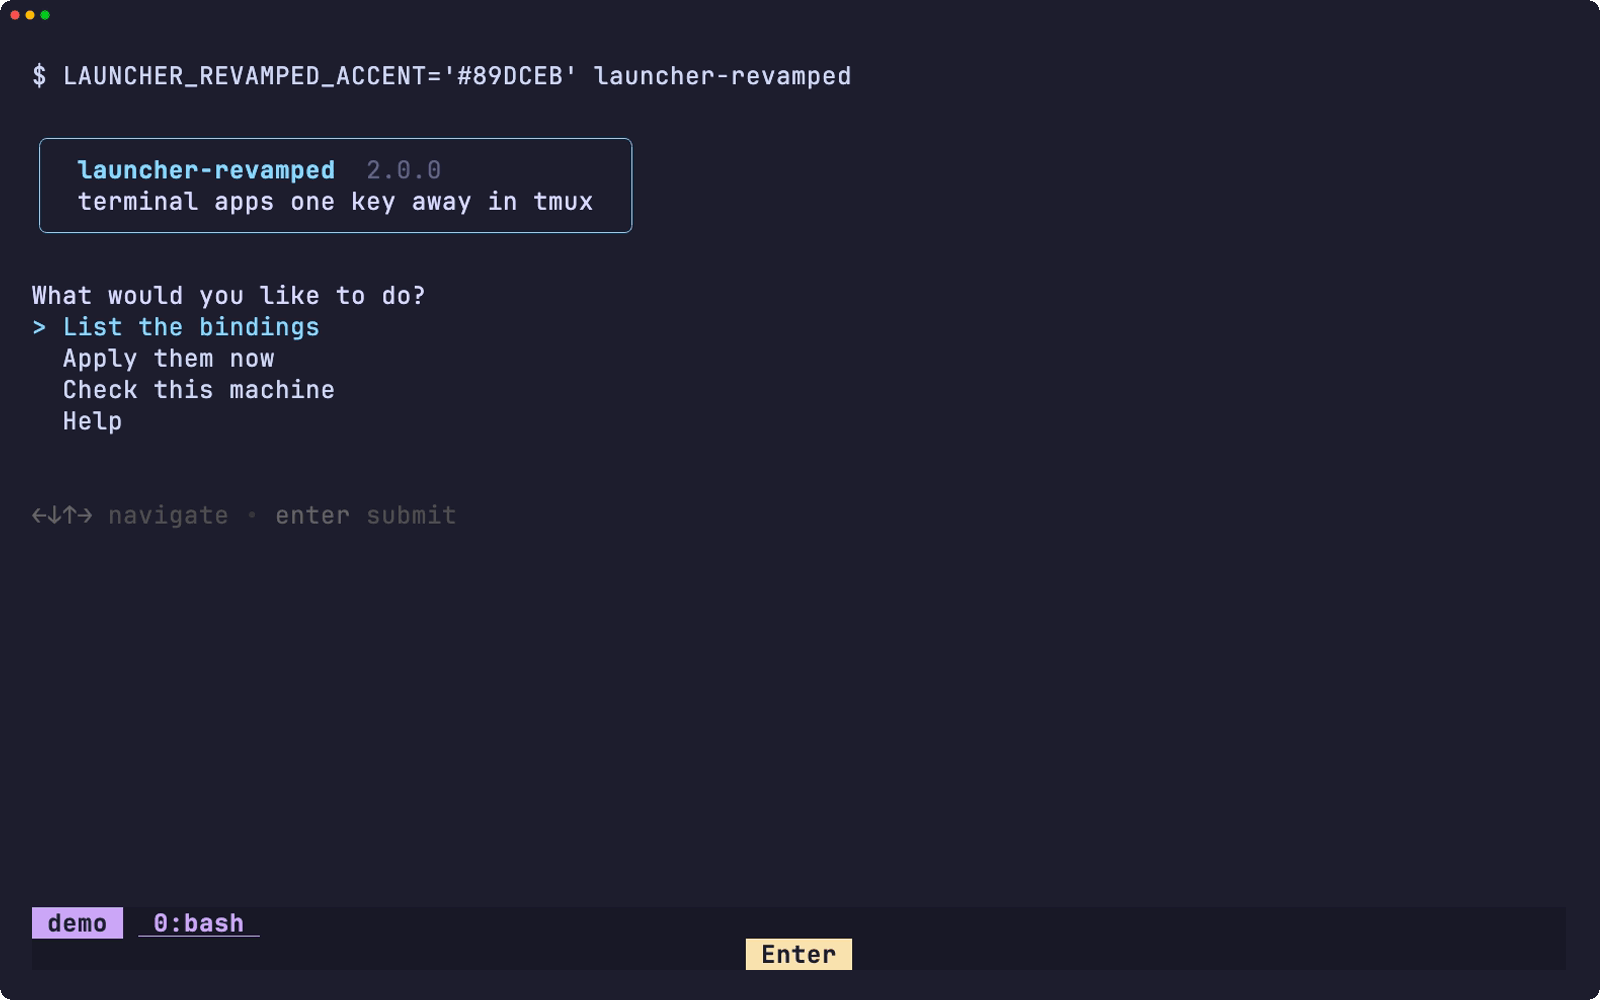 $ LAUNCHER_REVAMPED_ACCENT='#89DCEB' launcher-revamped
launcher-revamped  2.0.0
terminal apps one key away in tmux
What would you like to do?
> List the bindings
Apply them now
Check this machine
Help
←↓↑→ navigate • enter submit
demo  0:bash
Enter